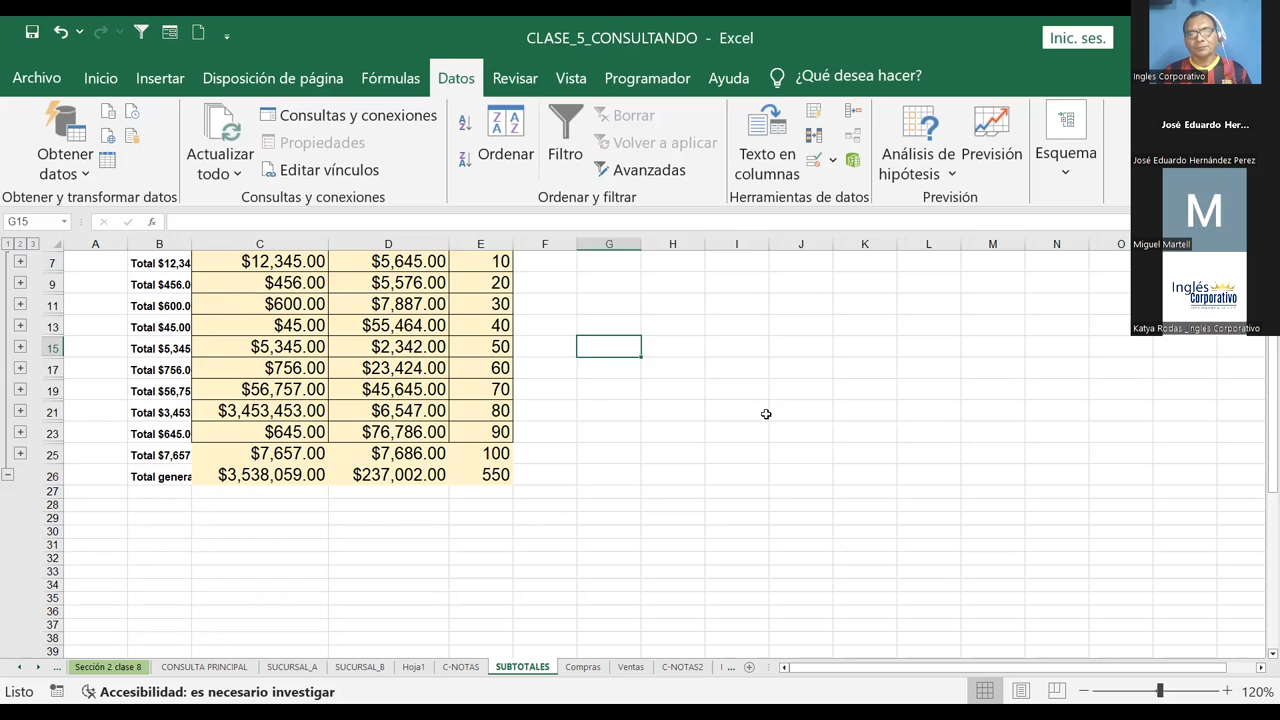 CLASE_5_CONSULTANDO - Excel
Inic. ses.
Archivo Inicio Insertar Disposición de página Fórmulas Datos Revisar Vista Programador Ayuda ¿Qué desea hacer?
Obtener datos
Actualizar todo
Consultas y conexiones
Propiedades
Editar vínculos
Ordenar
Filtro
Borrar
Volver a aplicar
Avanzadas
Texto en columnas
Análisis de hipótesis
Previsión
Esquema
Obtener y transformar datos Consultas y conexiones Ordenar y filtrar Herramientas de datos Previsión
G15 fx
1 2 3 A B C D E F G H I J K L M N O
7 Total $12,34 $12,345.00 $5,645.00 10
9 Total $456.0 $456.00 $5,576.00 20
11 Total $600.0 $600.00 $7,887.00 30
13 Total $45.00 $45.00 $55,464.00 40
15 Total $5,345 $5,345.00 $2,342.00 50
17 Total $756.0 $756.00 $23,424.00 60
19 Total $56,75 $56,757.00 $45,645.00 70
21 Total $3,453 $3,453,453.00 $6,547.00 80
23 Total $645.0 $645.00 $76,786.00 90
25 Total $7,657 $7,657.00 $7,686.00 100
26 Total genera $3,538,059.00 $237,002.00 550
27
28
29
30
31
32
33
34
35
36
37
38
39
... Sección 2 clase 8 CONSULTA PRINCIPAL SUCURSAL_A SUCURSAL_B Hoja1 C-NOTAS SUBTOTALES Compras Ventas C-NOTAS2 ...
Listo Accesibilidad: es necesario investigar 120%
Ingles Corporativo
José Eduardo Her...
José Eduardo Hernández Perez
M
Miguel Martell
Inglés Corporativo
Katya Rodas _Inglés Corporativo